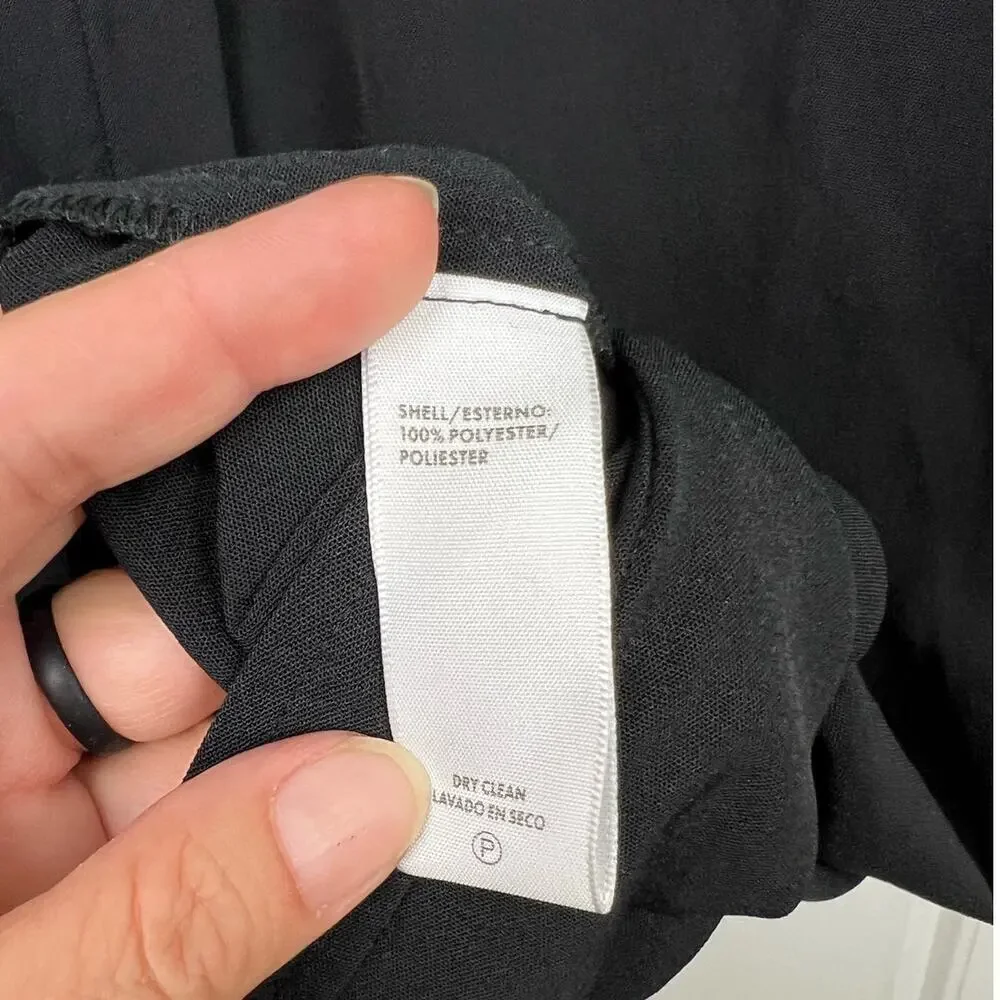 SHELL/ESTERNO:
100% POLYESTER/
POLIESTER
DRY CLEAN
LAVADO EN SECO
P